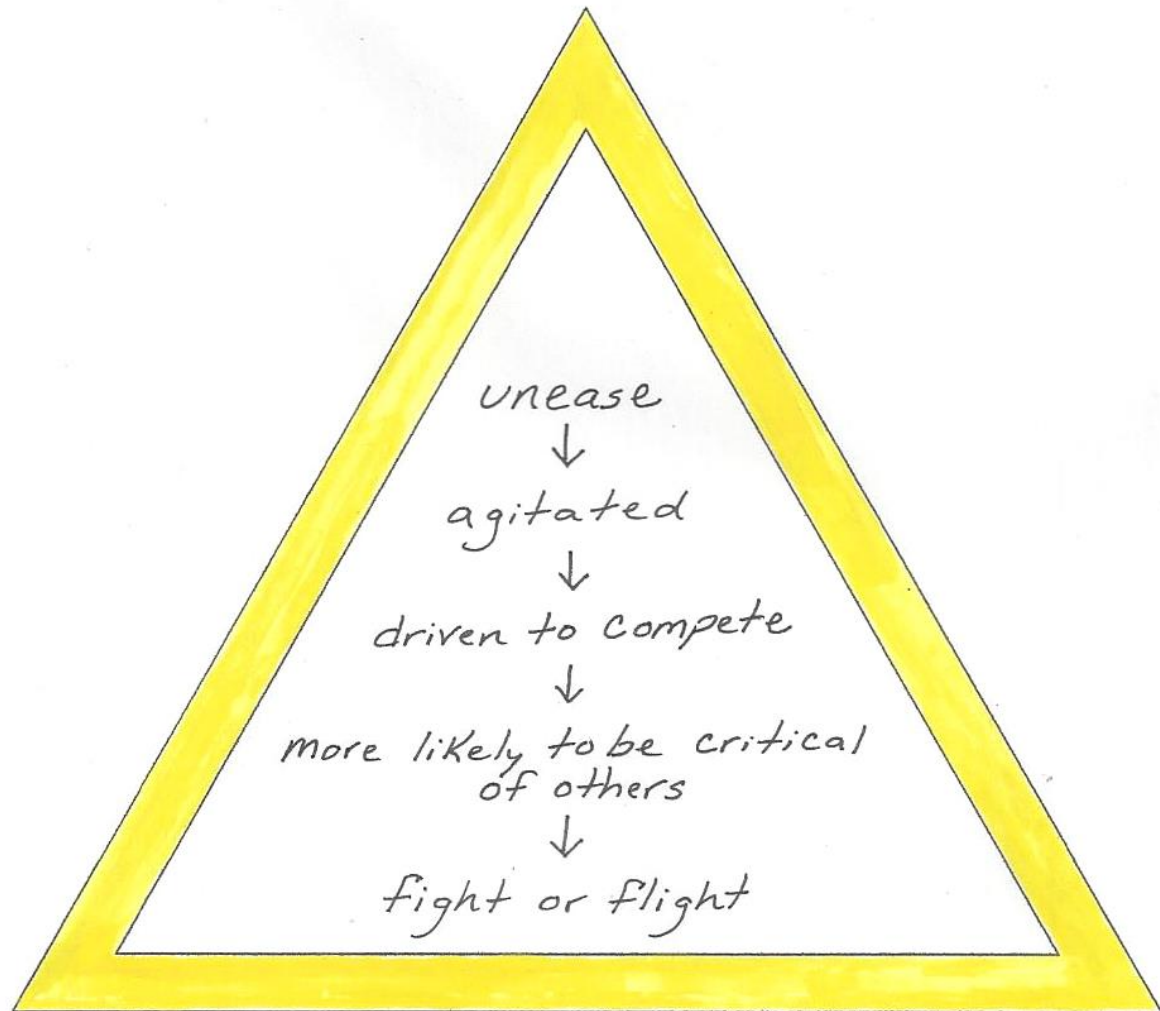 unease
↓
agitated
↓
driven to compete
↓
more likely to be critical
of others
↓
fight or flight